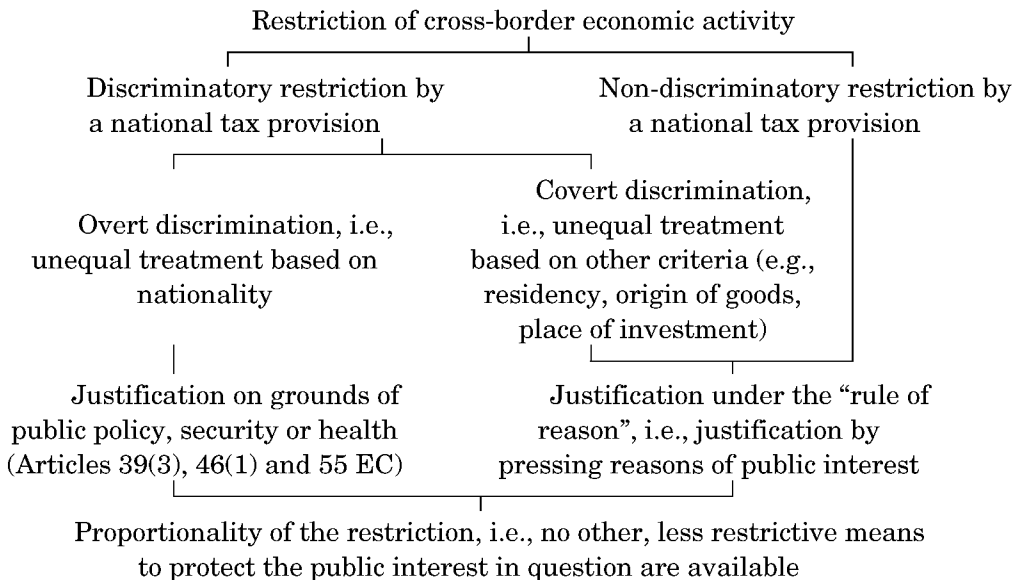 Restriction of cross-border economic activity
Discriminatory restriction by
a national tax provision
Non-discriminatory restriction by
a national tax provision
Overt discrimination, i.e.,
unequal treatment based on
nationality
Covert discrimination,
i.e., unequal treatment
based on other criteria (e.g.,
residency, origin of goods,
place of investment)
Justification on grounds of
public policy, security or health
(Articles 39(3), 46(1) and 55 EC)
Justification under the “rule of
reason”, i.e., justification by
pressing reasons of public interest
Proportionality of the restriction, i.e., no other, less restrictive means
to protect the public interest in question are available